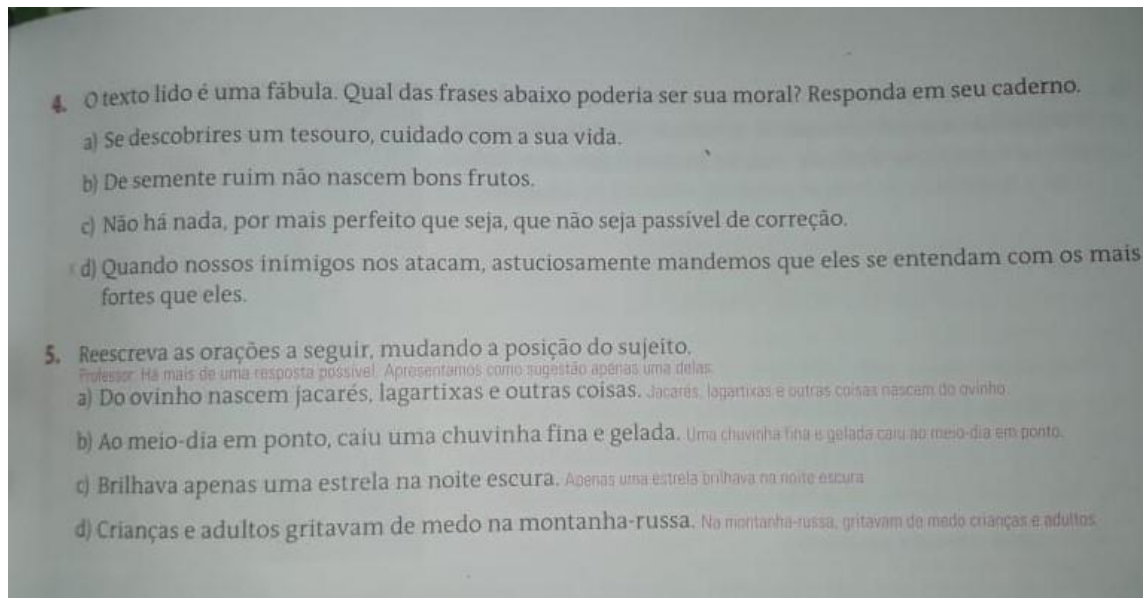 4. O texto lido é uma fábula. Qual das frases abaixo poderia ser sua moral? Responda em seu caderno.
a) Se descobrires um tesouro, cuidado com a sua vida.
b) De semente ruim não nascem bons frutos.
c) Não há nada, por mais perfeito que seja, que não seja passível de correção.
x d) Quando nossos inimigos nos atacam, astuciosamente mandemos que eles se entendam com os mais
fortes que eles.
5. Reescreva as orações a seguir, mudando a posição do sujeito.
Professor: Há mais de uma resposta possível. Apresentamos como sugestão apenas uma delas.
a) Do ovinho nascem jacarés, lagartixas e outras coisas. Jacarés, lagartixas e outras coisas nascem do ovinho.
b) Ao meio-dia em ponto, caiu uma chuvinha fina e gelada. Uma chuvinha fina e gelada caiu ao meio-dia em ponto.
c) Brilhava apenas uma estrela na noite escura. Apenas uma estrela brilhava na noite escura.
d) Crianças e adultos gritavam de medo na montanha-russa. Na montanha-russa, gritavam de medo crianças e adultos.